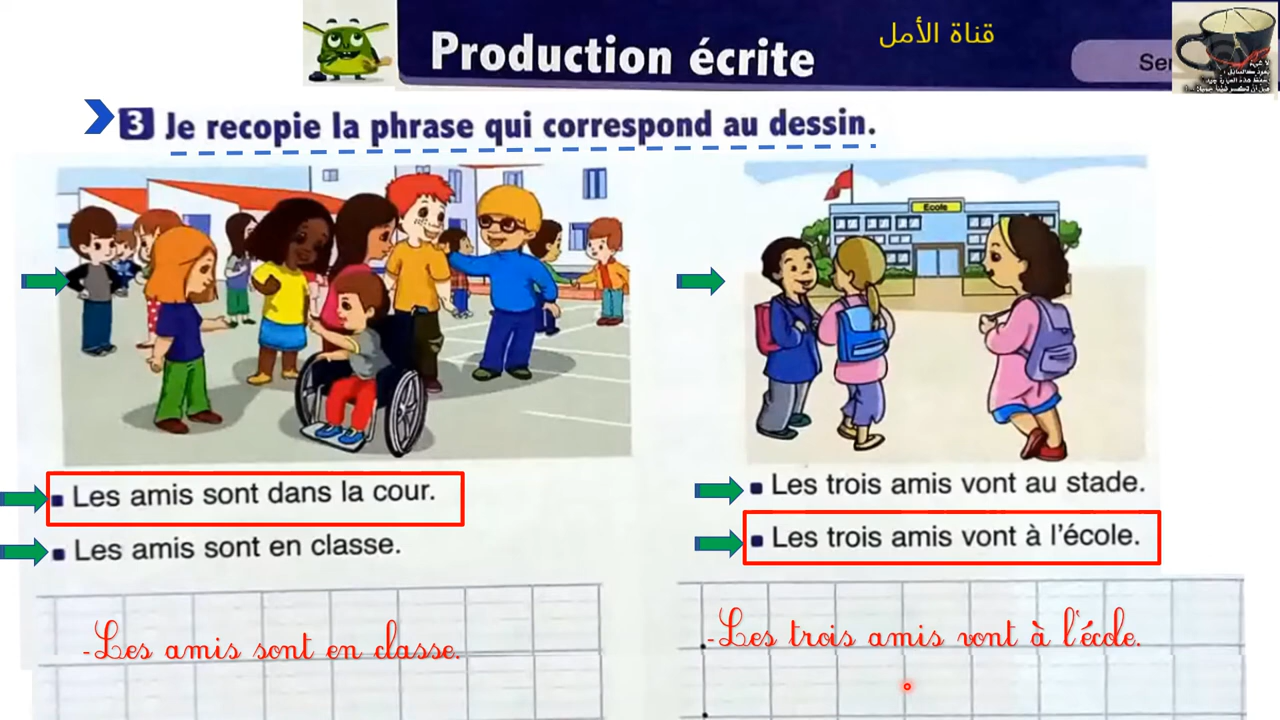 قناة الأمل
Production écrite
3 Je recopie la phrase qui correspond au dessin.
Ecole
Les amis sont dans la cour.
Les amis sont en classe.
Les trois amis vont au stade.
Les trois amis vont à l'école.
-Les amis sont en classe.
-Les trois amis vont à l'école.